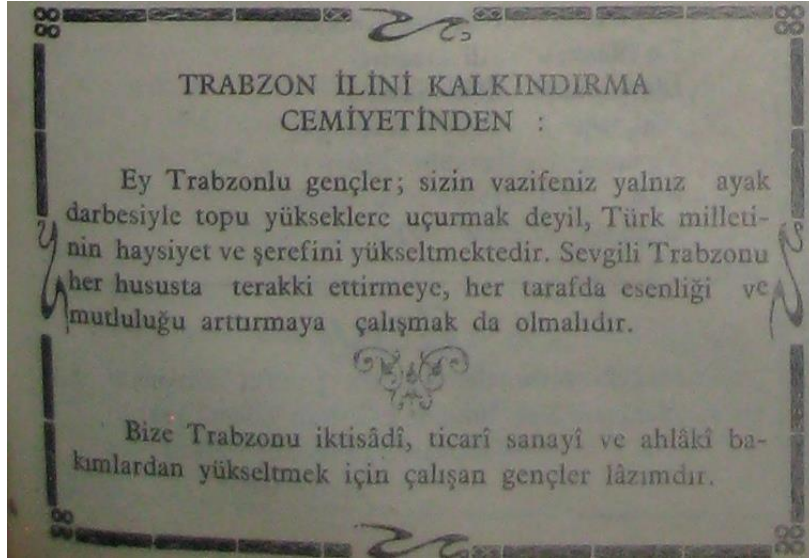 TRABZON İLİNİ KALKINDIRMA
CEMİYETİNDEN :
Ey Trabzonlu gençler; sizin vazifeniz yalnız ayak
darbesiyle topu yükseklere uçurmak deyil, Türk milleti-
nin haysiyet ve şerefini yükseltmektedir. Sevgili Trabzonu
her hususta terakki ettirmeye, her tarafda esenliği ve
mutluluğu arttırmaya çalışmak da olmalıdır.
Bize Trabzonu iktisâdî, ticarî sanayî ve ahlâkî ba-
kımlardan yükseltmek için çalışan gençler lâzımdır.